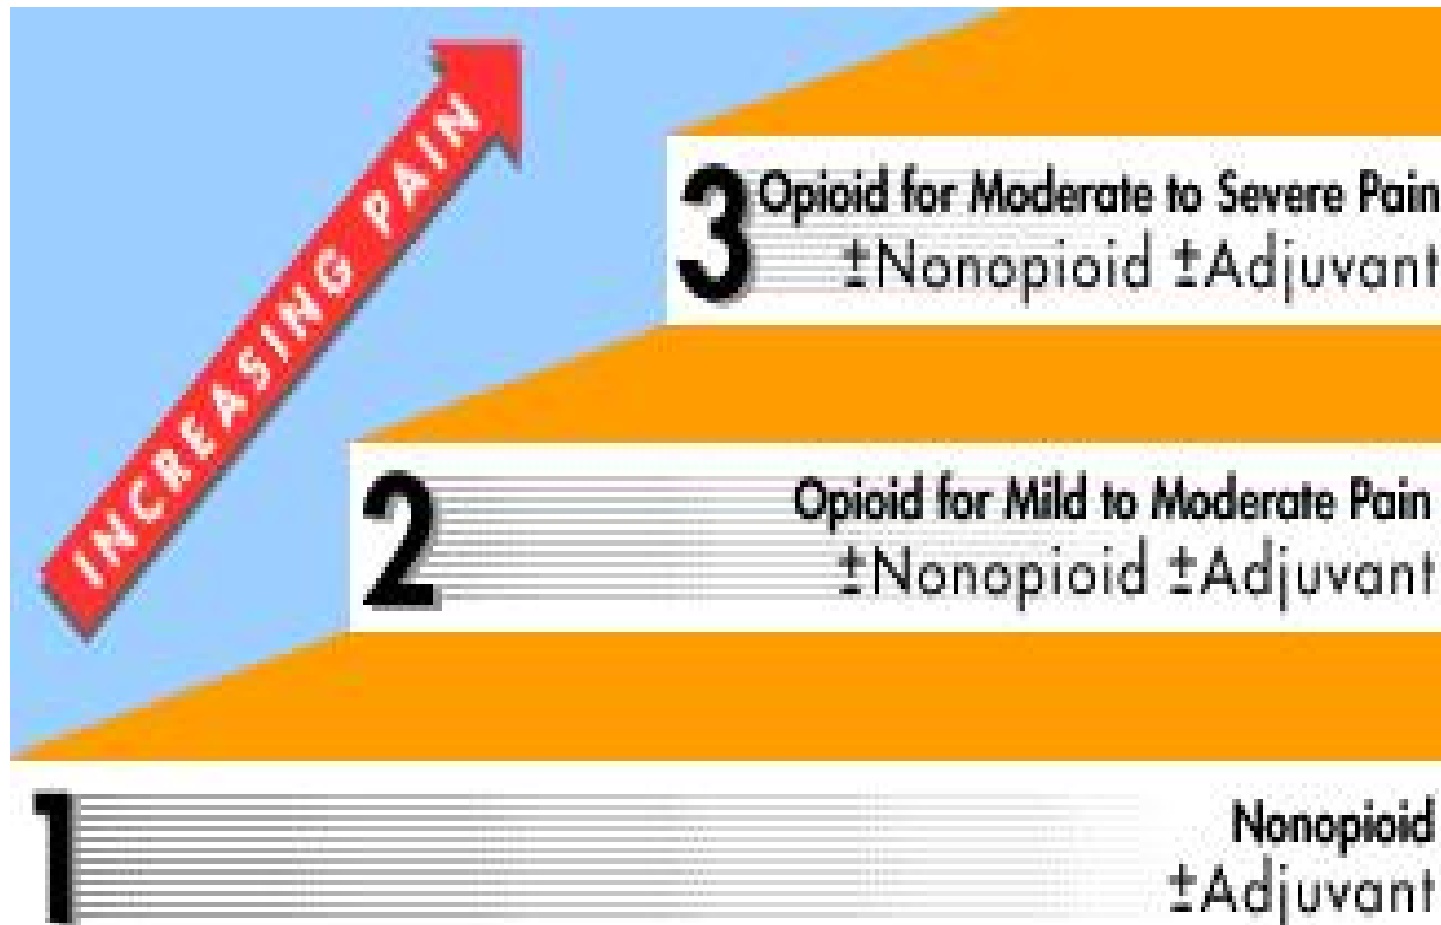 INCREASING PAIN
3 Opioid for Moderate to Severe Pain
±Nonopioid ±Adjuvant
2 Opioid for Mild to Moderate Pain
±Nonopioid ±Adjuvant
1 Nonopioid
±Adjuvant